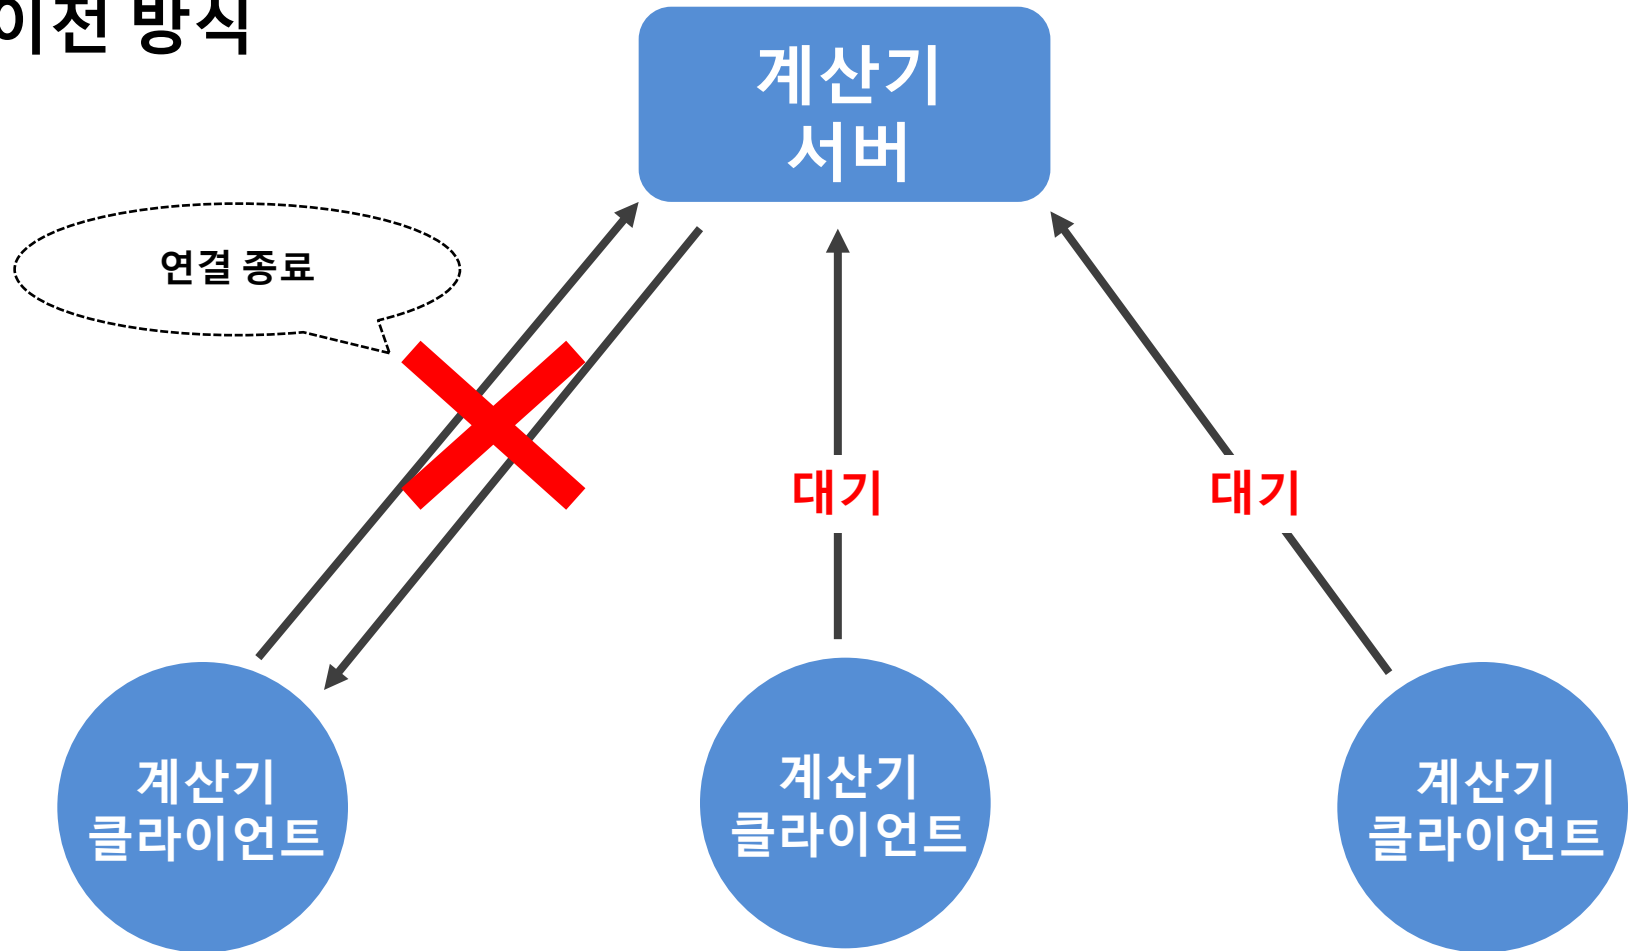 이전 방식
계산기
서버
연결 종료
대기
대기
계산기
클라이언트
계산기
클라이언트
계산기
클라이언트